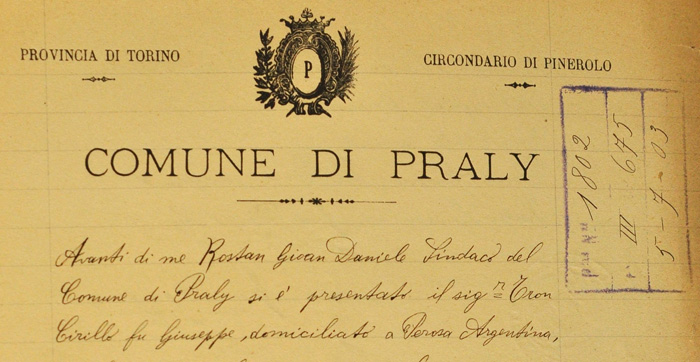 PROVINCIA DI TORINO
CIRCONDARIO DI PINEROLO
P
COMUNE DI PRALY
1802
III 675
5-7-03
Avanti di me Rostan Gioan Daniele Sindaco del
Comune di Praly si è presentato il sig.r Tron
Cirillo fu Giuseppe, domiciliato a Perosa Argentina,